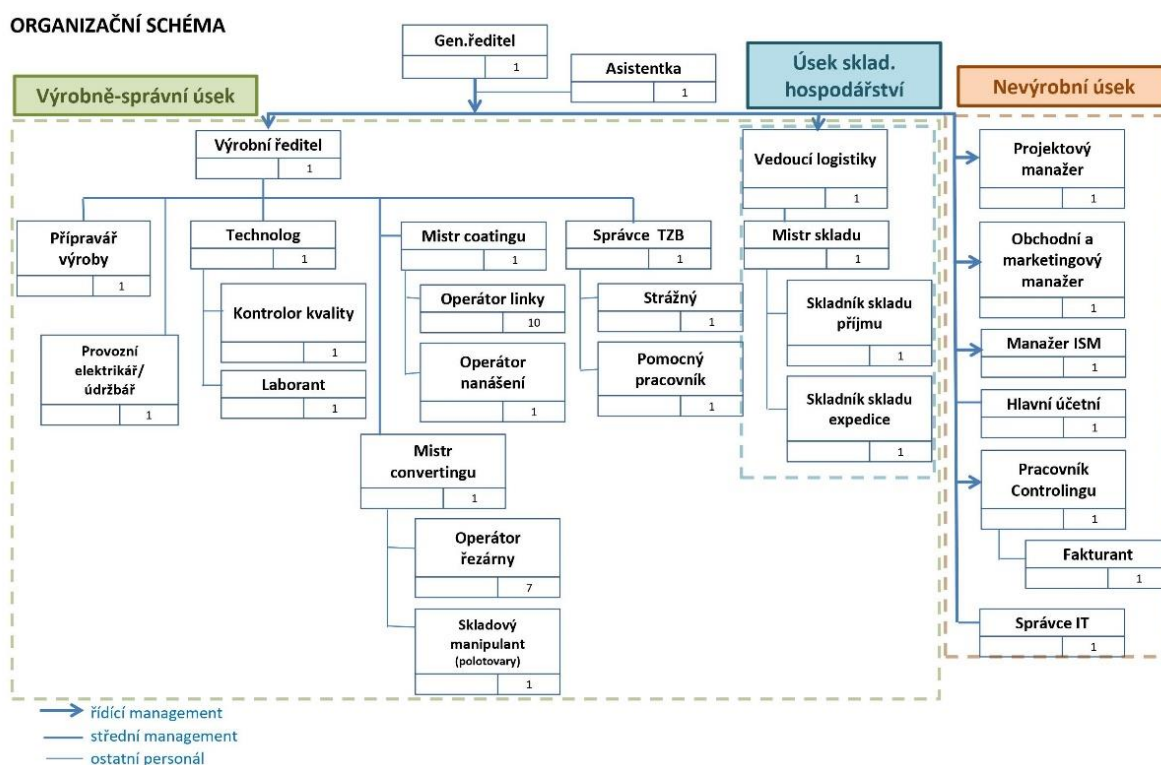 ORGANIZAČNÍ SCHÉMA
Gen.ředitel
1
Asistentka
1
Výrobně-správní úsek
Úsek sklad.
hospodářství
Nevýrobní úsek
Výrobní ředitel
1
Přípravář
výroby
1
Provozní
elektrikář/
údržbář
1
Technolog
1
Kontrolor kvality
1
Laborant
1
Mistr coatingu
1
Operátor linky
10
Operátor
nanášení
1
Mistr
convertingu
1
Operátor
řezárny
7
Skladový
manipulant
(polotovary)
1
Správce TZB
1
Strážný
1
Pomocný
pracovník
1
Vedoucí logistiky
1
Mistr skladu
1
Skladník skladu
příjmu
1
Skladník skladu
expedice
1
Projektový
manažer
1
Obchodní a
marketingový
manažer
1
Manažer ISM
1
Hlavní účetní
1
Pracovník
Controlingu
1
Fakturant
1
Správce IT
1
řídící management
střední management
ostatní personál